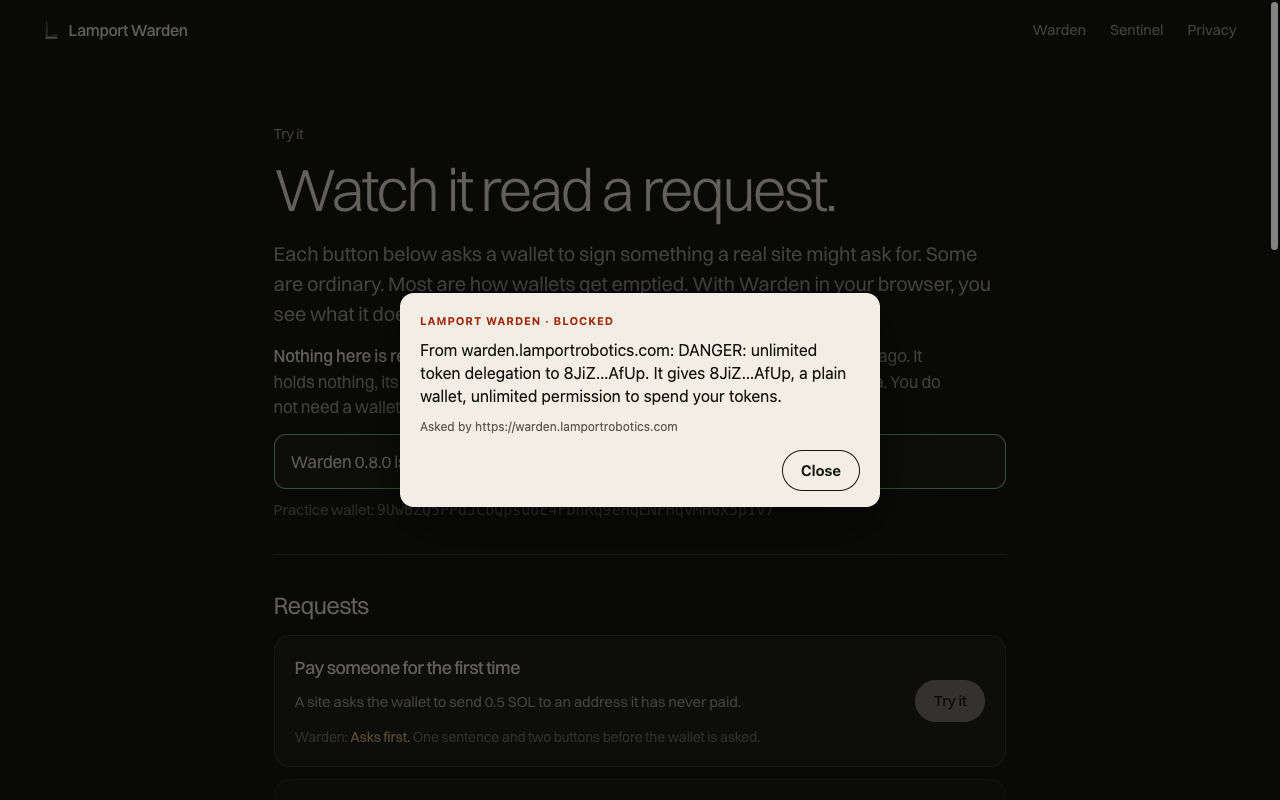 Lamport Warden
Warden Sentinel Privacy
Try it
Watch it read a request.
Each button below asks a wallet to sign something a real site might ask for. Some
are ordinary. Most are how wallets get emptied. With Warden in your browser, you
see what it doe
Nothing here is re
ago. It
holds nothing, its
a. You do
not need a wallet
LAMPORT WARDEN · BLOCKED
From warden.lamportrobotics.com: DANGER: unlimited
token delegation to 8JiZ...AfUp. It gives 8JiZ...AfUp, a plain
wallet, unlimited permission to spend your tokens.
Asked by https://warden.lamportrobotics.com
Close
Warden 0.8.0 is
Practice wallet:
Requests
Pay someone for the first time
A site asks the wallet to send 0.5 SOL to an address it has never paid.
Try it
Warden: Asks first. One sentence and two buttons before the wallet is asked.